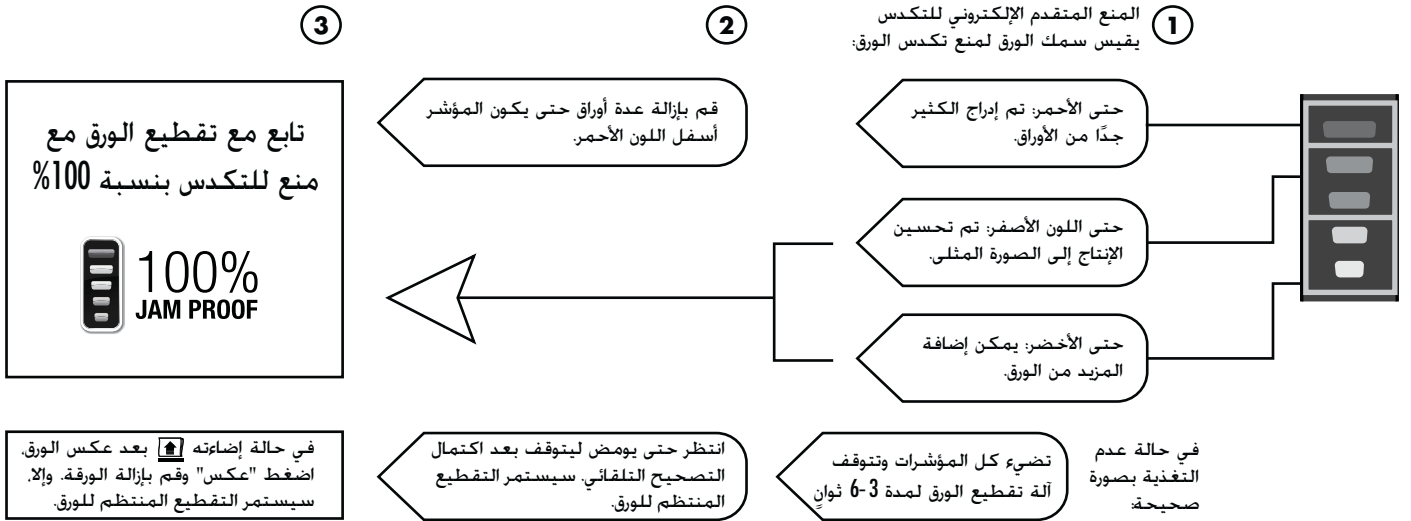 1
المنع المتقدم الإلكتروني للتكدس
يقيس سمك الورق لمنع تكدس الورق:
حتى الأحمر: تم إدراج الكثير
جدًا من الأوراق.
حتى اللون الأصفر: تم تحسين
الإنتاج إلى الصورة المثلى.
حتى الأخضر: يمكن إضافة
المزيد من الورق.
2
قم بإزالة عدة أوراق حتى يكون المؤشر
أسفل اللون الأحمر.
3
تابع مع تقطيع الورق مع
منع للتكدس بنسبة 100%
100%
JAM PROOF
في حالة عدم
التغذية بصورة
صحيحة:
تضيء كل المؤشرات وتتوقف
آلة تقطيع الورق لمدة 3-6 ثوانٍ
انتظر حتى يومض ليتوقف بعد اكتمال
التصحيح التلقائي. سيستمر التقطيع
المنتظم للورق.
في حالة إضاءته بعد عكس الورق,
اضغط "عكس" وقم بإزالة الورقة. وإلا,
سيستمر التقطيع المنتظم للورق.